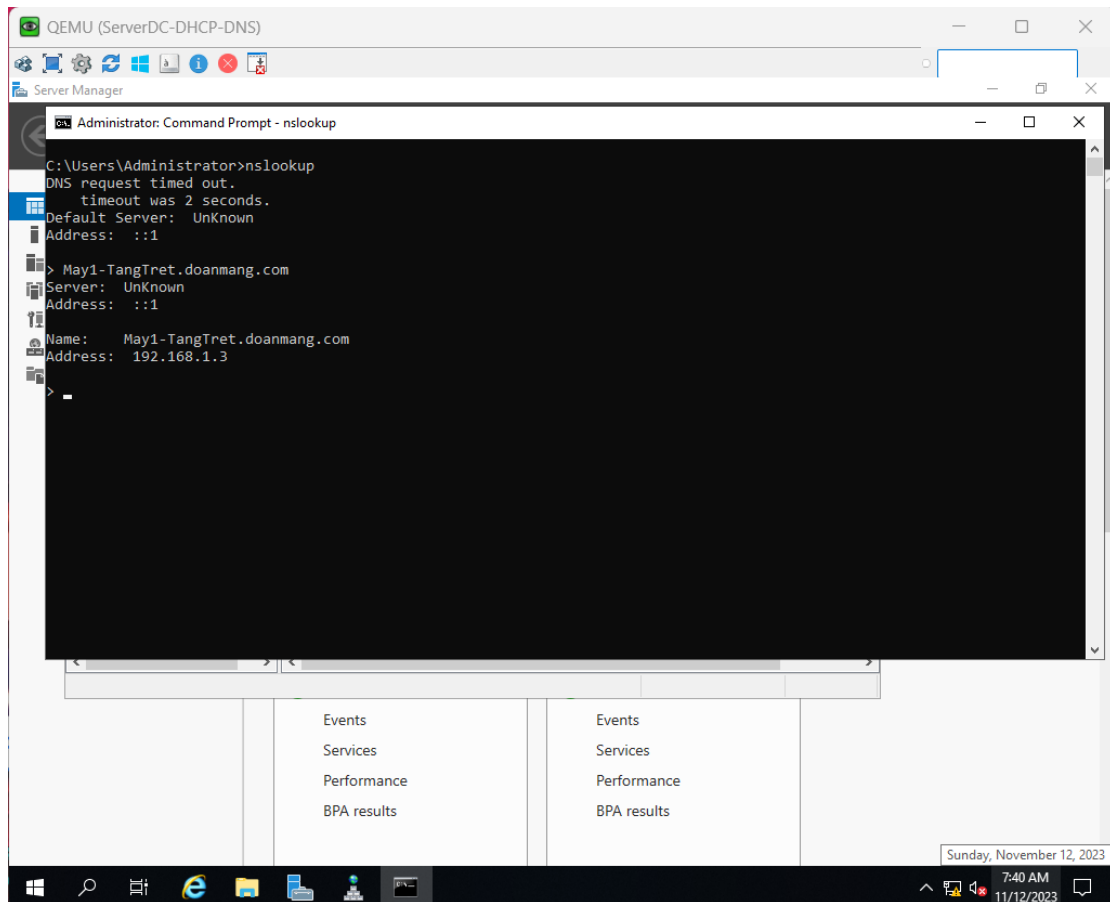 QEMU (ServerDC-DHCP-DNS)
Server Manager
Administrator: Command Prompt - nslookup
C:\Users\Administrator>nslookup
DNS request timed out.
    timeout was 2 seconds.
Default Server:  UnKnown
Address:  ::1
> May1-TangTret.doanmang.com
Server:  UnKnown
Address:  ::1
Name:    May1-TangTret.doanmang.com
Address:  192.168.1.3
>
Events Events
Services Services
Performance Performance
BPA results BPA results
Sunday, November 12, 2023
7:40 AM
11/12/2023